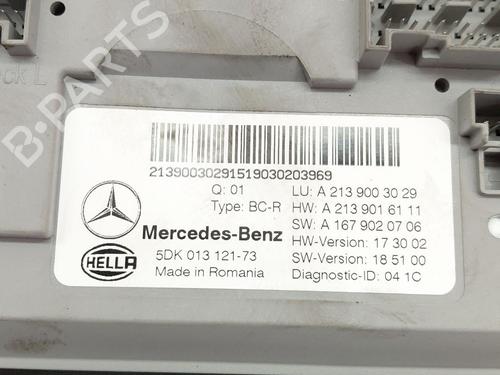 B-PARTS
ck L
21390030291519030203969
Q: 01 LU: A 213 900 30 29
Type: BC-R HW: A 213 901 61 11
SW: A 167 902 07 06
Mercedes-Benz HW-Version: 17 30 02
HELLA 5DK 013 121-73 SW-Version: 18 51 00
Made in Romania Diagnostic-ID: 04 1C